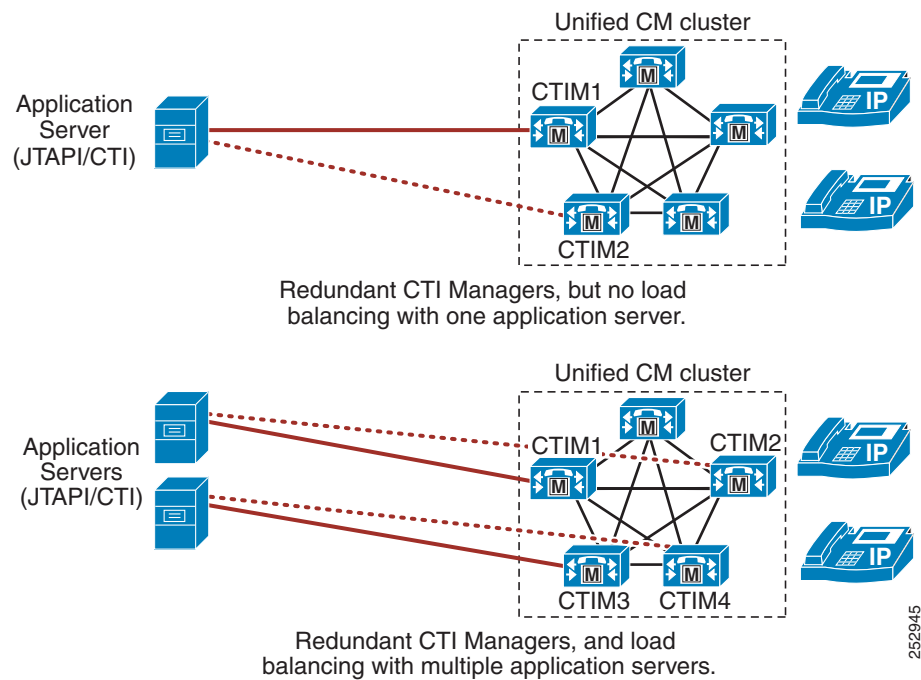 Unified CM cluster
M
CTIM1
Application
Server
(JTAPI/CTI)
M
M
IP
M
M
CTIM2
IP
Redundant CTI Managers, but no load
balancing with one application server.
Unified CM cluster
M
CTIM1
CTIM2
Application
Servers
(JTAPI/CTI)
M
M
IP
M
M
CTIM3
CTIM4
IP
Redundant CTI Managers, and load
balancing with multiple application servers.
252945